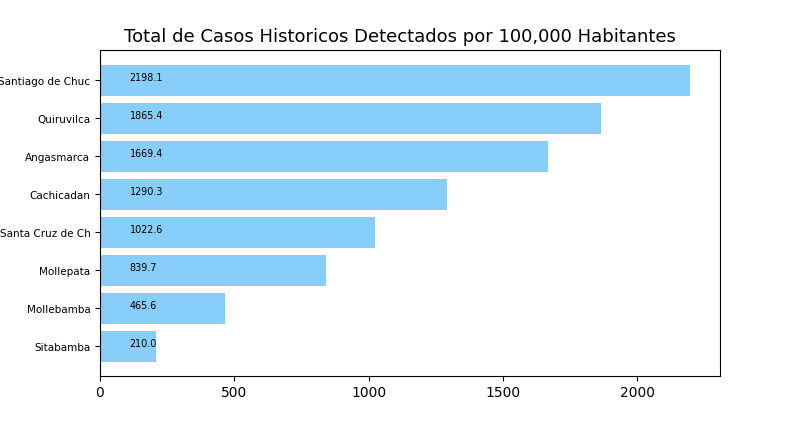 Total de Casos Historicos Detectados por 100,000 Habitantes
Santiago de Chuc 2198.1
Quiruvilca 1865.4
Angasmarca 1669.4
Cachicadan 1290.3
Santa Cruz de Ch 1022.6
Mollepata 839.7
Mollebamba 465.6
Sitabamba 210.0
0 500 1000 1500 2000